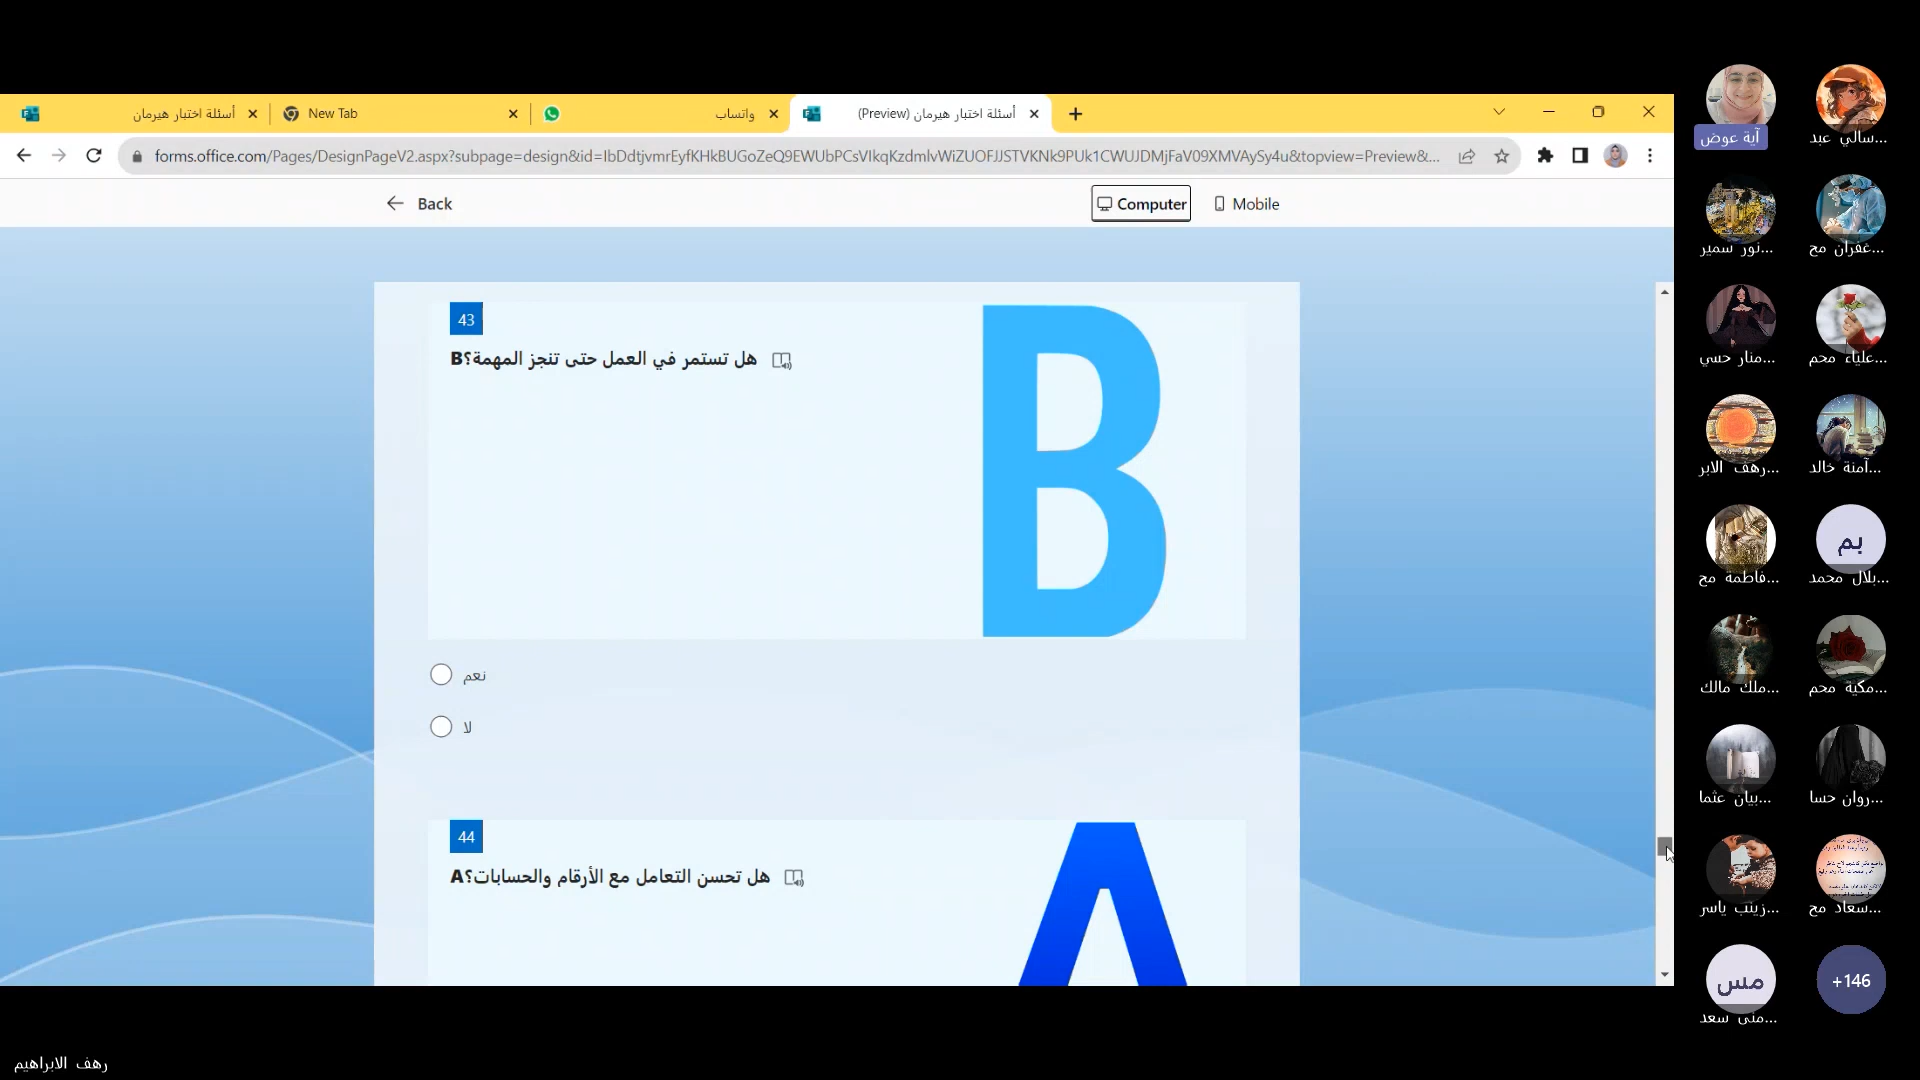 أسئلة اختبار هيرمان
New Tab
واتساب
أسئلة اختبار هيرمان (Preview)
forms.office.com/Pages/DesignPageV2.aspx?subpage=design&id=IbDdtjvmrEyfKHkBUGoZeQ9EWUbPCsVIkqKzdmlvWiZUOFJJSTVKNk9PUk1CWUJDMjFaV09XMVAySy4u&topview=Preview&...
Back
Computer
Mobile
43
هل تستمر في العمل حتى تنجز المهمة؟B
B
نعم
لا
44
هل تحسن التعامل مع الأرقام والحسابات؟A
A
آية عوض
سالي عبد...
نور سمير...
غفران مح...
منار حسي...
علياء محم...
رهف الابر...
آمنة خالد...
فاطمة مح...
بم
بلال محمد...
ملك مالك...
مكية محم...
بيان عثما...
روان حسا...
زينب ياسر...
سعاد مح...
مس
منى سعد...
+146
رهف الابراهيم